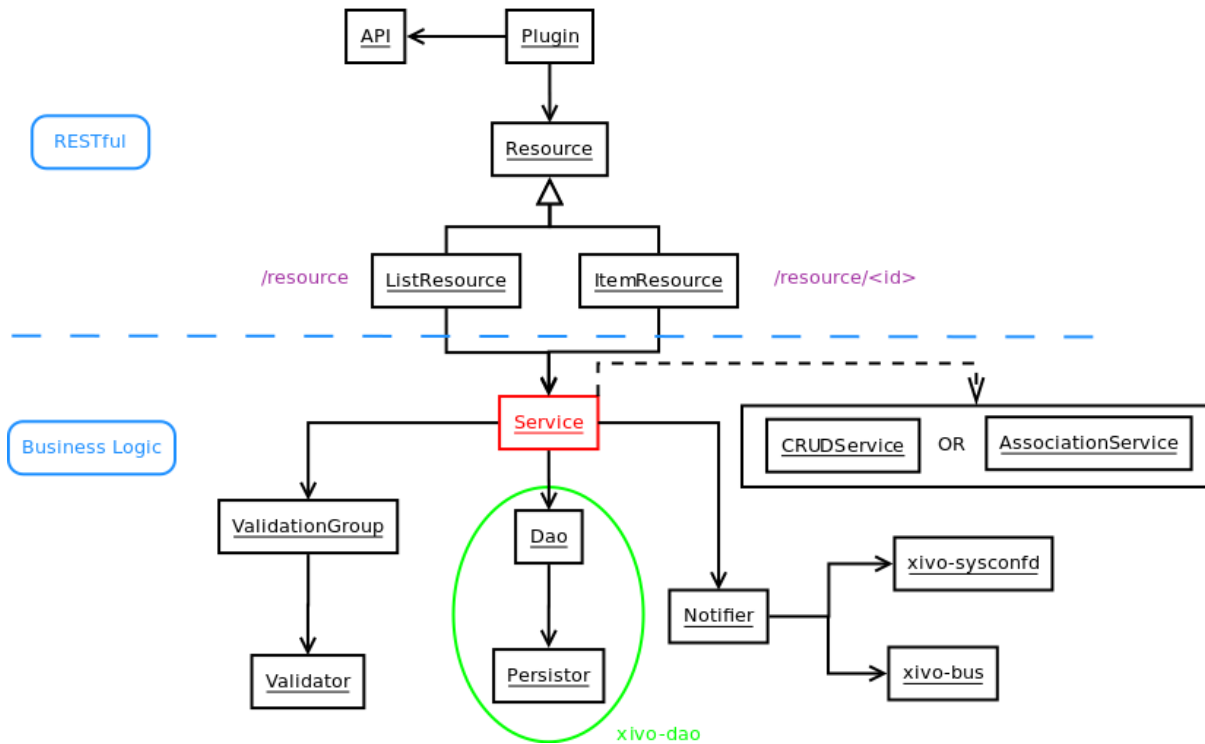 API
Plugin
RESTful
Resource
/resource
ListResource
ItemResource
/resource/<id>
Service
Business Logic
CRUDService
OR
AssociationService
ValidationGroup
Dao
xivo-sysconfd
Notifier
Validator
Persistor
xivo-bus
xivo-dao